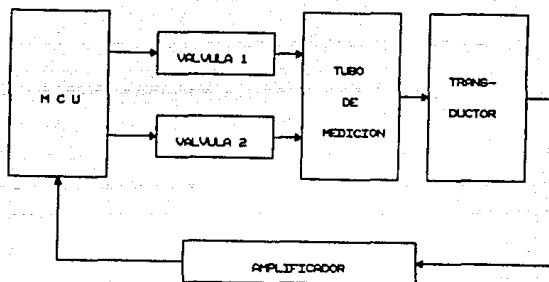 M C U
VALVULA 1
VALVULA 2
TUBO
DE
MEDICION
TRANS-
DUCTOR
AMPLIFICADOR